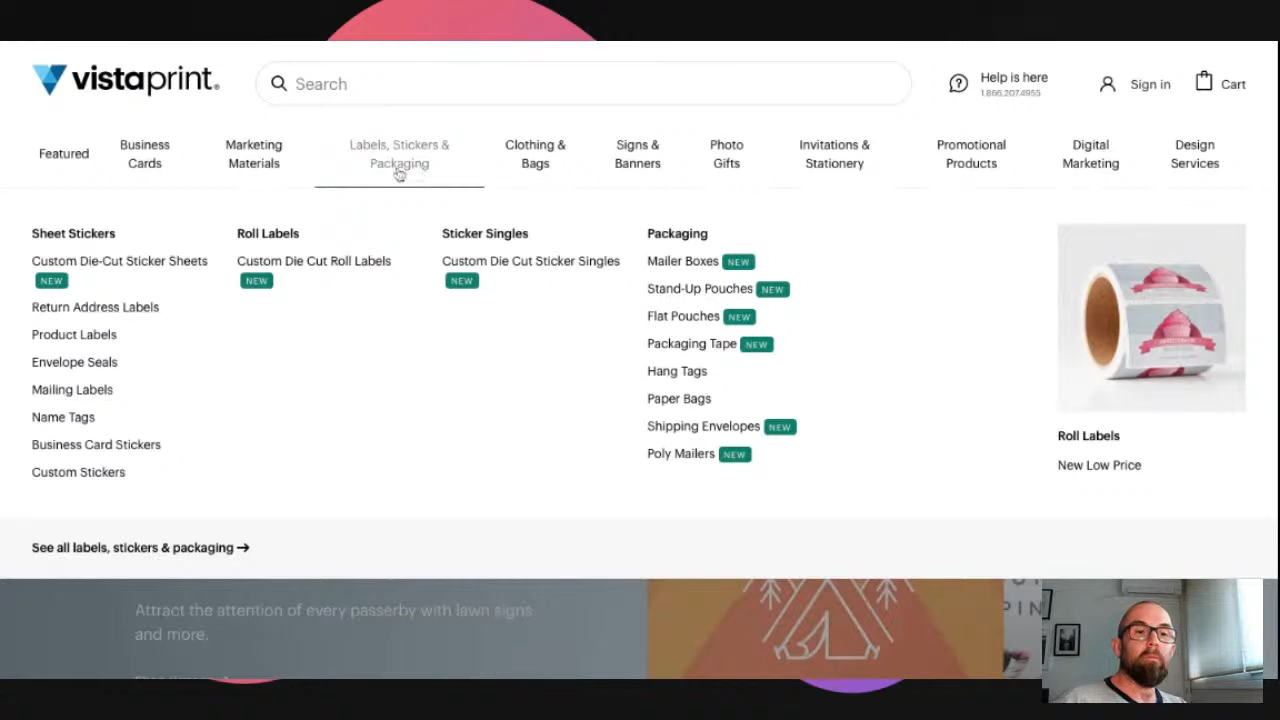 vistaprint.
Search
Help is here
1.866.207.4955
Sign in
Cart
Featured
Business
Cards
Marketing
Materials
Labels, Stickers &
Packaging
Clothing &
Bags
Signs &
Banners
Photo
Gifts
Invitations &
Stationery
Promotional
Products
Digital
Marketing
Design
Services
Sheet Stickers
Custom Die-Cut Sticker Sheets
NEW
Return Address Labels
Product Labels
Envelope Seals
Mailing Labels
Name Tags
Business Card Stickers
Custom Stickers
Roll Labels
Custom Die Cut Roll Labels
NEW
Sticker Singles
Custom Die Cut Sticker Singles
NEW
Packaging
Mailer Boxes NEW
Stand-Up Pouches NEW
Flat Pouches NEW
Packaging Tape NEW
Hang Tags
Paper Bags
Shipping Envelopes NEW
Poly Mailers NEW
Roll Labels
New Low Price
See all labels, stickers & packaging →
Attract the attention of every passerby with lawn signs
and more.